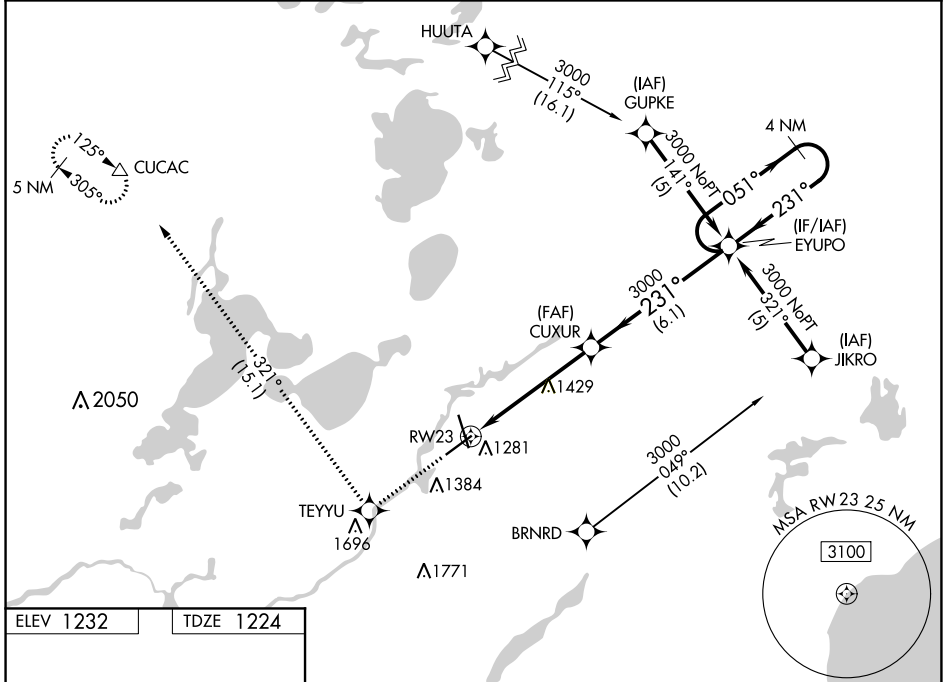 HUUTA
3000
115°
(16.1)
(IAF)
GUPKE
4 NM
3000 NoPT
141°
(5)
051°
231°
125°
CUCAC
5 NM
305°
(IF/IAF)
EYUPO
3000
231°
(6.1)
3000 NoPT
321°
(5)
(FAF)
CUXUR
(IAF)
JIKRO
321°
(15.1)
1429
2050
RW23
1281
3000
049°
(10.2)
1384
TEYYU
1696
BRNRD
MSA RW23 25 NM
3100
1771
ELEV 1232
TDZE 1224